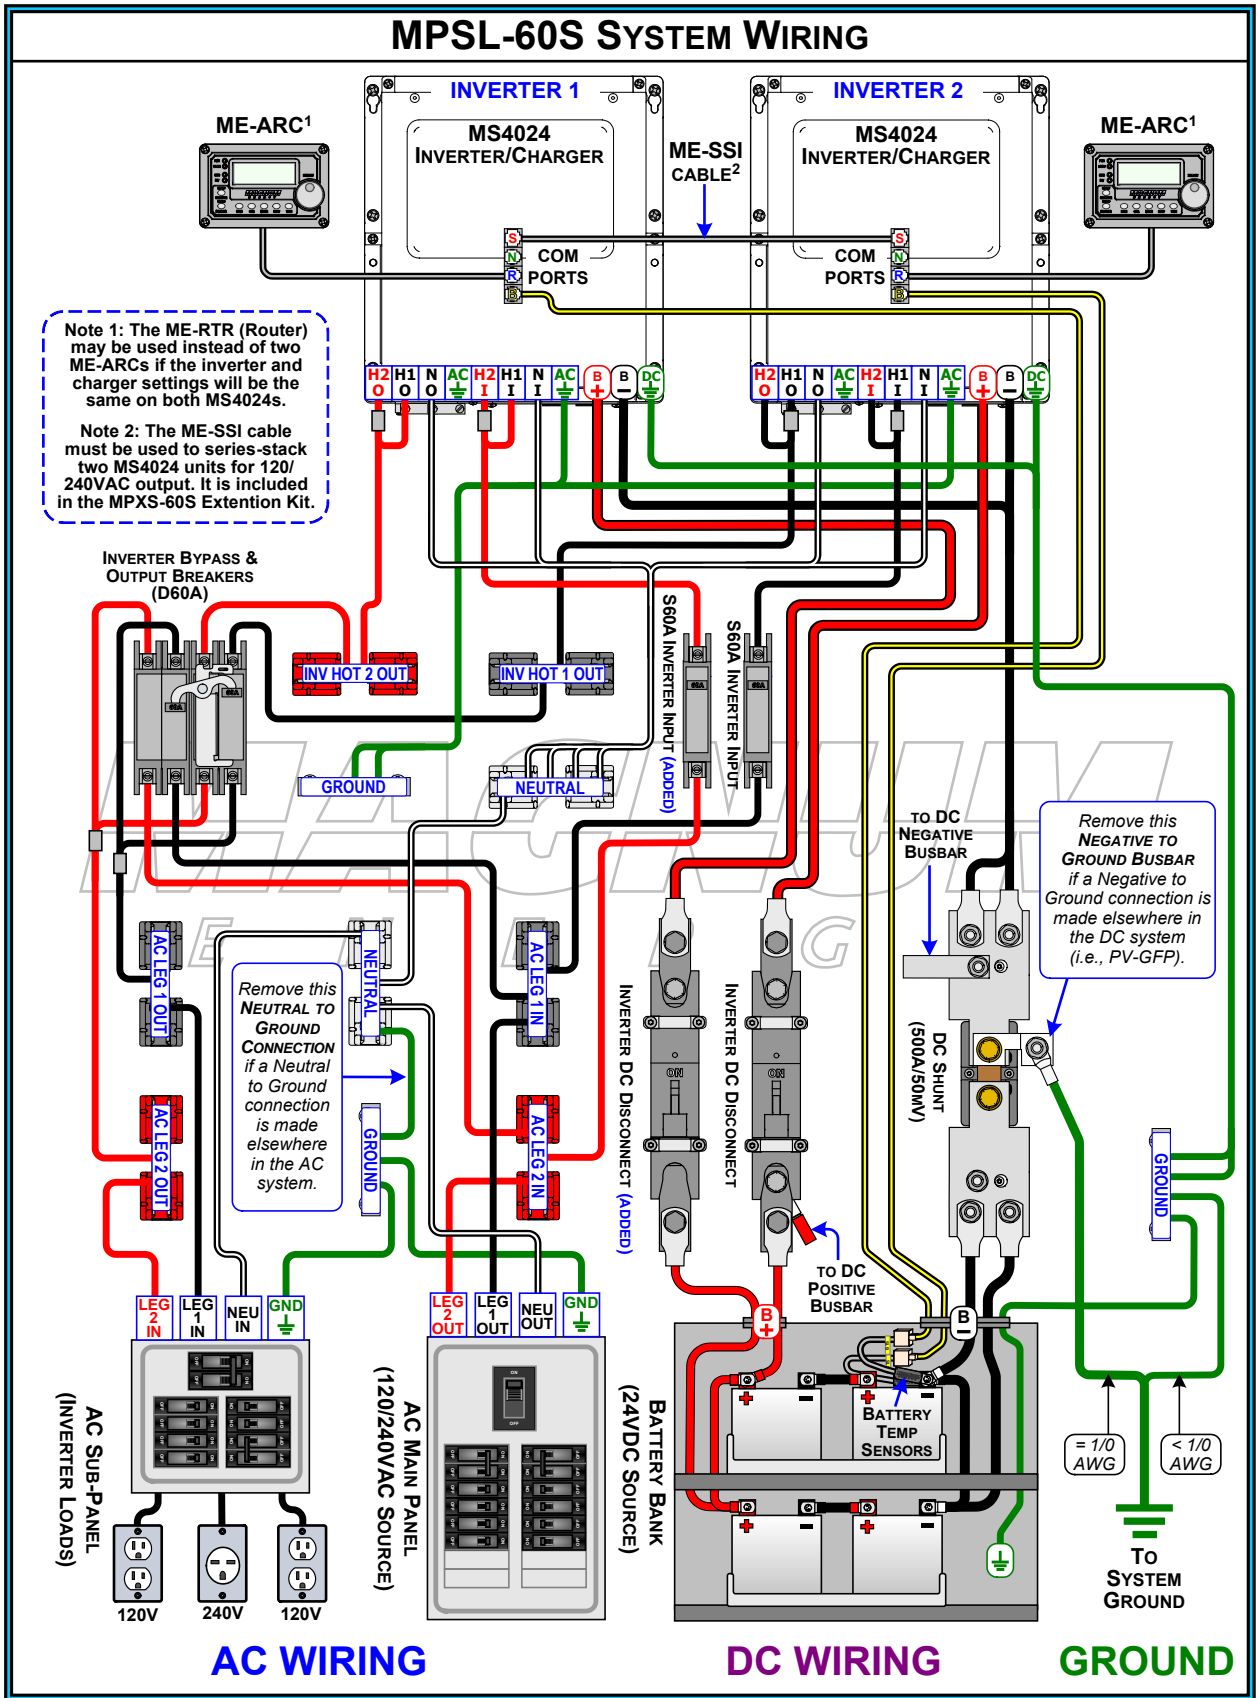 MPSL-60S SYSTEM WIRING
INVERTER 1
INVERTER 2
ME-ARC1
MS4024
INVERTER/CHARGER
ME-SSI
CABLE2
MS4024
INVERTER/CHARGER
ME-ARC1
S
N
R
B
COM
PORTS
COM
PORTS
S
N
R
B
Note 1: The ME-RTR (Router)
may be used instead of two
ME-ARCs if the inverter and
charger settings will be the
same on both MS4024s.
Note 2: The ME-SSI cable
must be used to series-stack
two MS4024 units for 120/
240VAC output. It is included
in the MPXS-60S Extention Kit.
H2 H1 N AC H2 H1 N AC B B DC
O O O I I I + −
H2 H1 N AC H2 H1 N AC B B DC
O O O I I I + −
INVERTER BYPASS &
OUTPUT BREAKERS
(D60A)
60A
60A
INV HOT 2 OUT
INV HOT 1 OUT
S60A INVERTER INPUT (ADDED)
60A
S60A INVERTER INPUT
60A
MAGNUM
GROUND
NEUTRAL
TO DC
NEGATIVE
BUSBAR
Remove this
NEGATIVE TO
GROUND BUSBAR
if a Negative to
Ground connection is
made elsewhere in
the DC system
(i.e., PV-GFP).
AC LEG 1 OUT
NEUTRAL
AC LEG 1 IN
Remove this
NEUTRAL TO
GROUND
CONNECTION
if a Neutral
to Ground
connection
is made
elsewhere
in the AC
system.
INVERTER DC DISCONNECT (ADDED)
ON
INVERTER DC DISCONNECT
ON
DC SHUNT
(500A/50MV)
AC LEG 2 OUT
GROUND
AC LEG 2 IN
GROUND
TO DC
POSITIVE
BUSBAR
LEG
2
IN
LEG
1
IN
NEU
IN
GND
LEG
2
OUT
LEG
1
OUT
NEU
OUT
GND
B
+
B
−
AC SUB-PANEL
(INVERTER LOADS)
ON
OFF
AC MAIN PANEL
(120/240VAC SOURCE)
BATTERY BANK
(24VDC SOURCE)
+ − + −
BATTERY
TEMP
SENSORS
+ − + −
= 1/0
AWG
< 1/0
AWG
TO
SYSTEM
GROUND
120V
240V
120V
AC WIRING
DC WIRING
GROUND